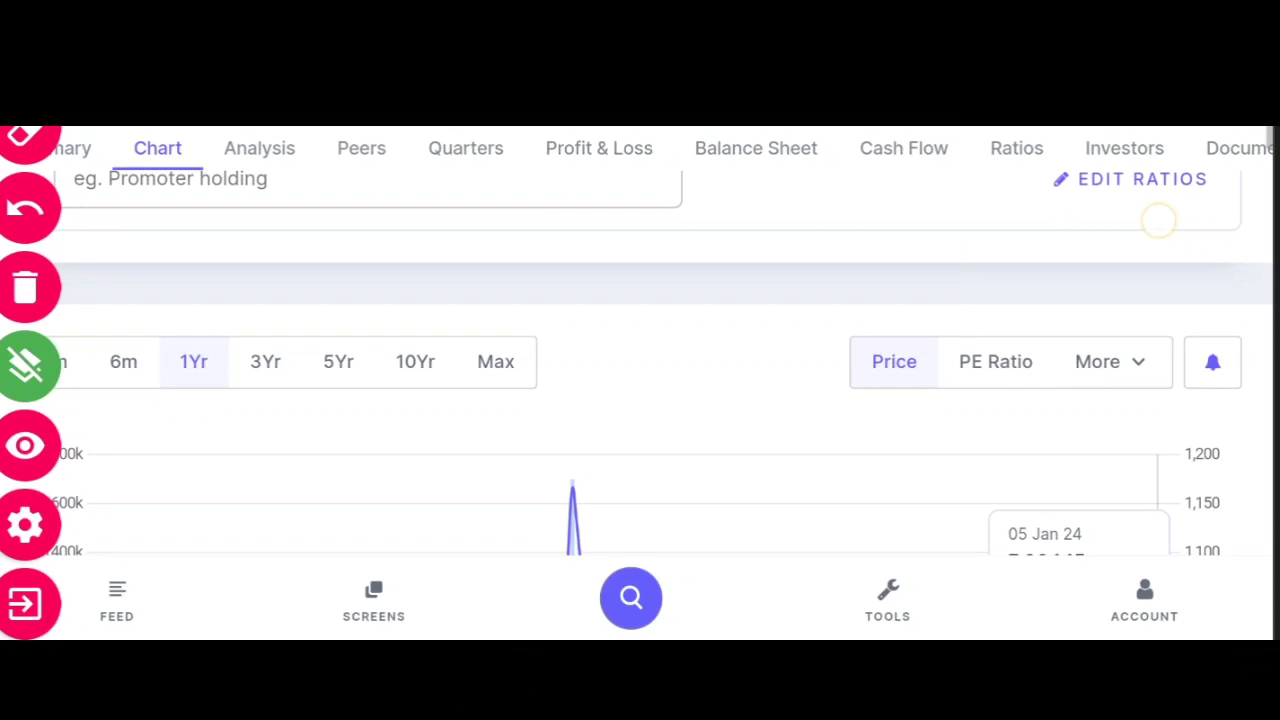 mary Chart Analysis Peers Quarters Profit & Loss Balance Sheet Cash Flow Ratios Investors Docume
eg. Promoter holding
EDIT RATIOS
6m 1Yr 3Yr 5Yr 10Yr Max
Price PE Ratio More
00k 1,200
600k 1,150
400k 1,100
05 Jan 24
FEED SCREENS TOOLS ACCOUNT